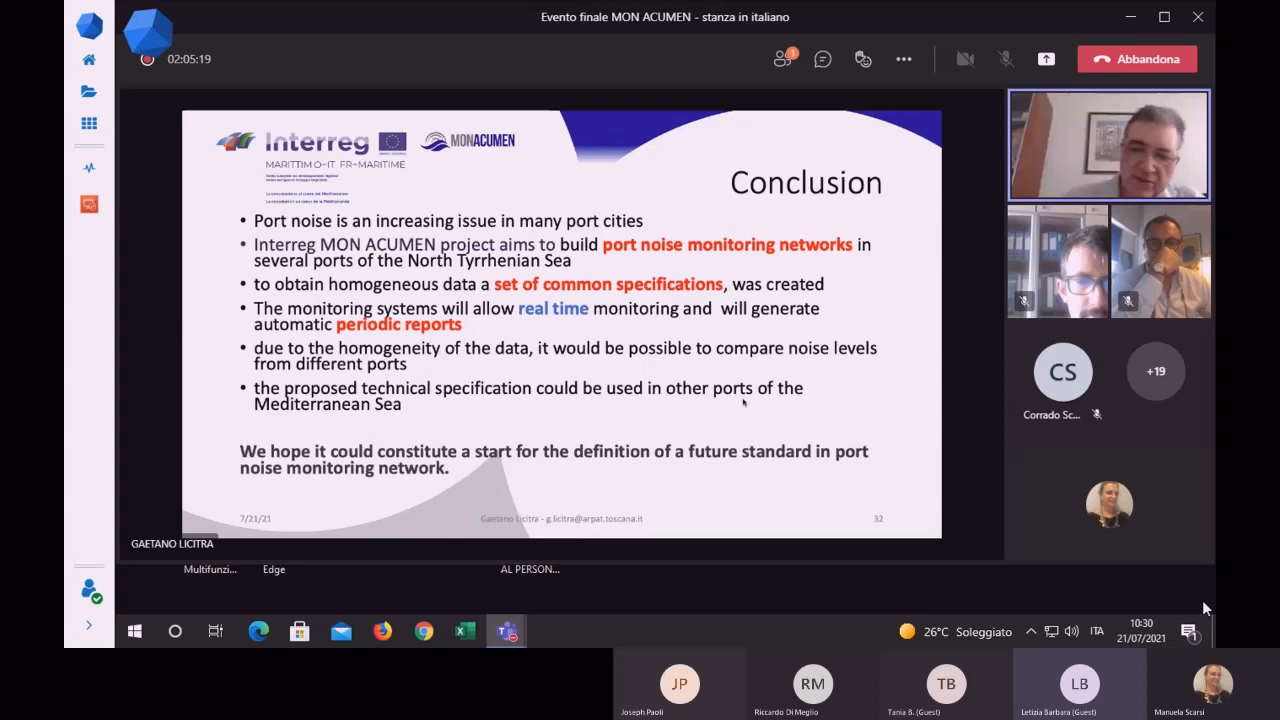 Evento finale MON ACUMEN - stanza in italiano
02:05:19
1
Abbandona
Interreg
MARITTIMO-IT FR-MARITIME
MONACUMEN
Conclusion
• Port noise is an increasing issue in many port cities
• Interreg MON ACUMEN project aims to build port noise monitoring networks in
several ports of the North Tyrrhenian Sea
• to obtain homogeneous data a set of common specifications, was created
• The monitoring systems will allow real time monitoring and will generate
automatic periodic reports
• due to the homogeneity of the data, it would be possible to compare noise levels
from different ports
• the proposed technical specification could be used in other ports of the
Mediterranean Sea
We hope it could constitute a start for the definition of a future standard in port
noise monitoring network.
7/21/21
Gaetano Licitra - g.licitra@arpat.toscana.it
32
GAETANO LICITRA
CS
+19
Corrado Sc...
Multifunzi...
Edge
AL PERSON...
26°C Soleggiato
ITA
10:30
21/07/2021
1
JP
RM
TB
LB
Joseph Paoli
Riccardo Di Meglio
Tania B. (Guest)
Letizia Barbara (Guest)
Manuela Scarsi